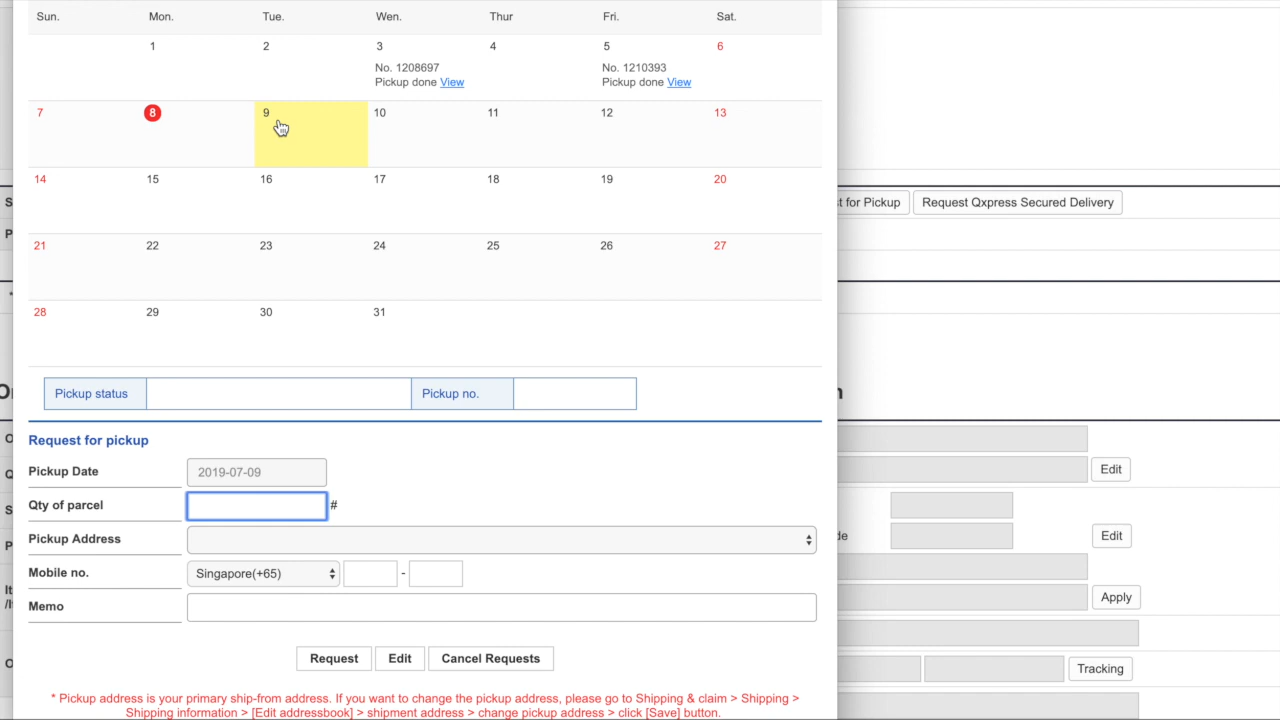 Sun. Mon. Tue. Wen. Thur Fri. Sat.
1 2 3 4 5 6
No. 1208697 No. 1210393
Pickup done View Pickup done View
7 8 9 10 11 12 13
14 15 16 17 18 19 20
t for Pickup Request Qxpress Secured Delivery
21 22 23 24 25 26 27
28 29 30 31
Pickup status Pickup no.
Request for pickup
Pickup Date 2019-07-09
Edit
Qty of parcel #
Pickup Address
de Edit
Mobile no. Singapore(+65) -
Apply
Memo
Request Edit Cancel Requests
Tracking
* Pickup address is your primary ship-from address. If you want to change the pickup address, please go to Shipping & claim > Shipping >
Shipping information > [Edit addressbook] > shipment address > change pickup address > click [Save] button.